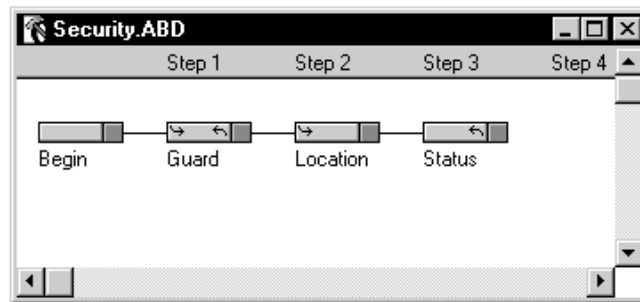 Security.ABD
Step 1 Step 2 Step 3 Step 4
Begin Guard Location Status